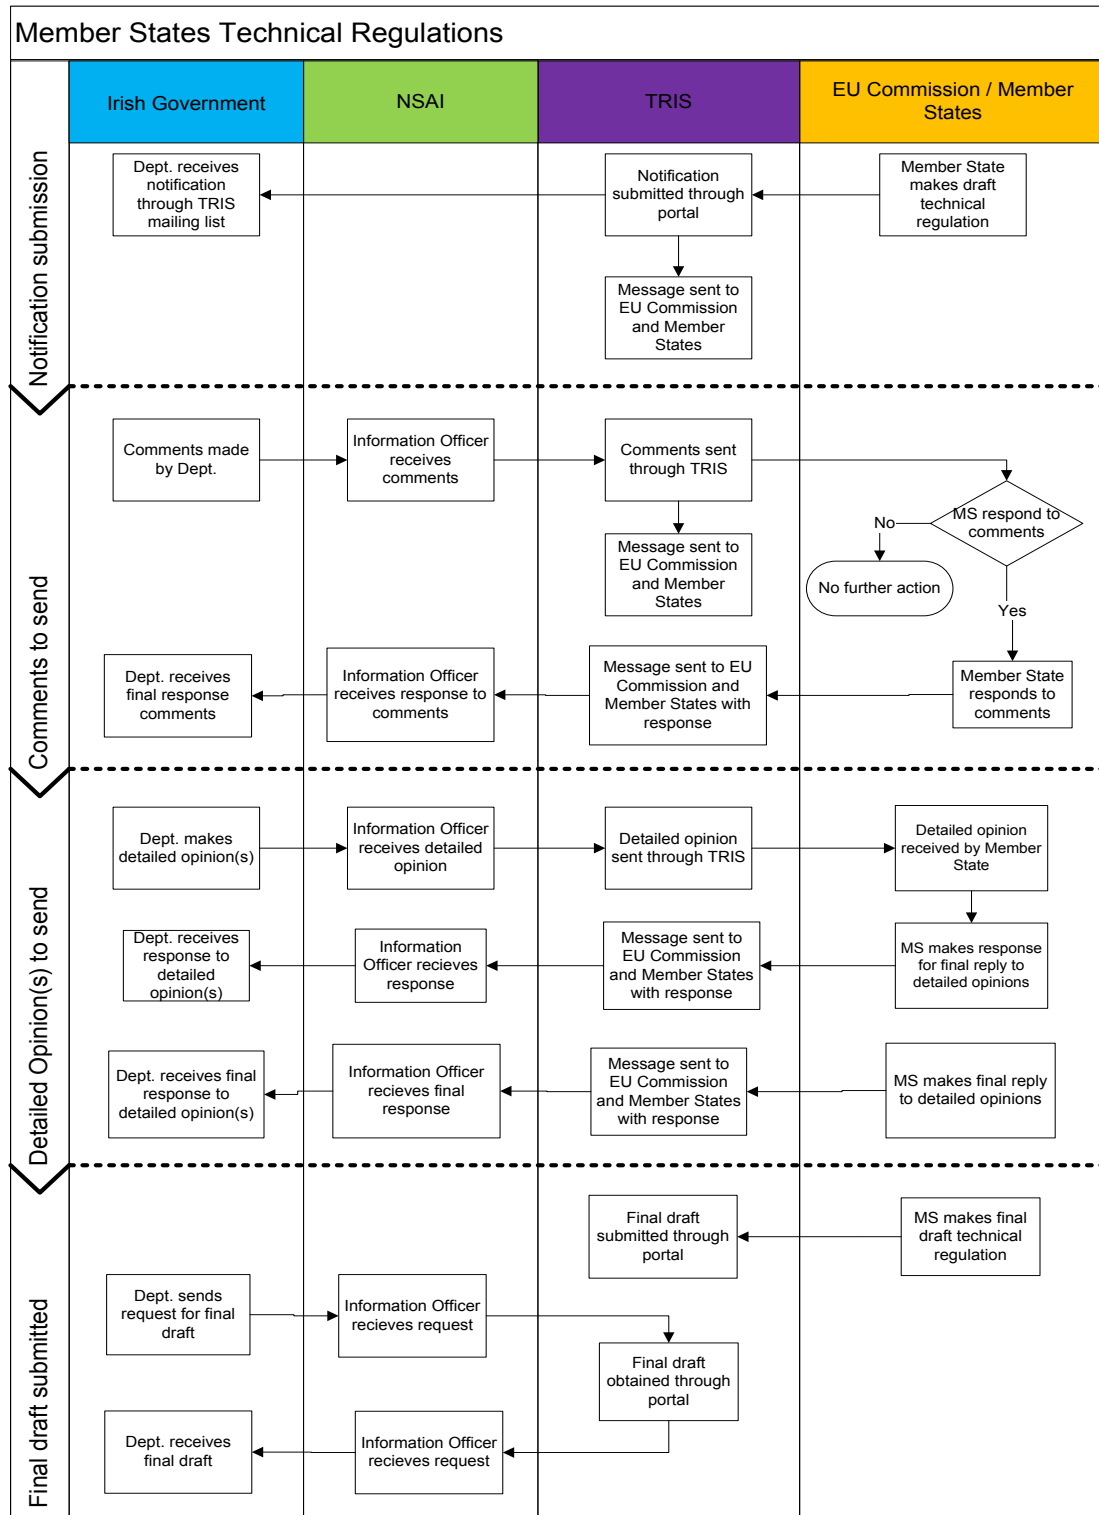 Member States Technical Regulations
Irish Government
NSAI
TRIS
EU Commission / Member
States
Notification submission
Dept. receives
notification
through TRIS
mailing list
Notification
submitted through
portal
Member State
makes draft
technical
regulation
Message sent to
EU Commission
and Member
States
Comments to send
Comments made
by Dept.
Information Officer
receives
comments
Comments sent
through TRIS
MS respond to
comments
No
Message sent to
EU Commission
and Member
States
No further action
Yes
Dept. receives
final response
comments
Information Officer
receives response to
comments
Message sent to EU
Commission and
Member States with
response
Member State
responds to
comments
Detailed Opinion(s) to send
Dept. makes
detailed opinion(s)
Information Officer
receives detailed
opinion
Detailed opinion
sent through TRIS
Detailed opinion
received by Member
State
Dept. receives
response to
detailed
opinion(s)
Information
Officer recieves
response
Message sent to
EU Commission
and Member States
with response
MS makes response
for final reply to
detailed opinions
Dept. receives final
response to
detailed opinion(s)
Information Officer
recieves final
response
Message sent to
EU Commission
and Member States
with response
MS makes final reply
to detailed opinions
Final draft submitted
Final draft
submitted through
portal
MS makes final
draft technical
regulation
Dept. sends
request for final
draft
Information Officer
recieves request
Final draft
obtained through
portal
Dept. receives
final draft
Information Officer
recieves request